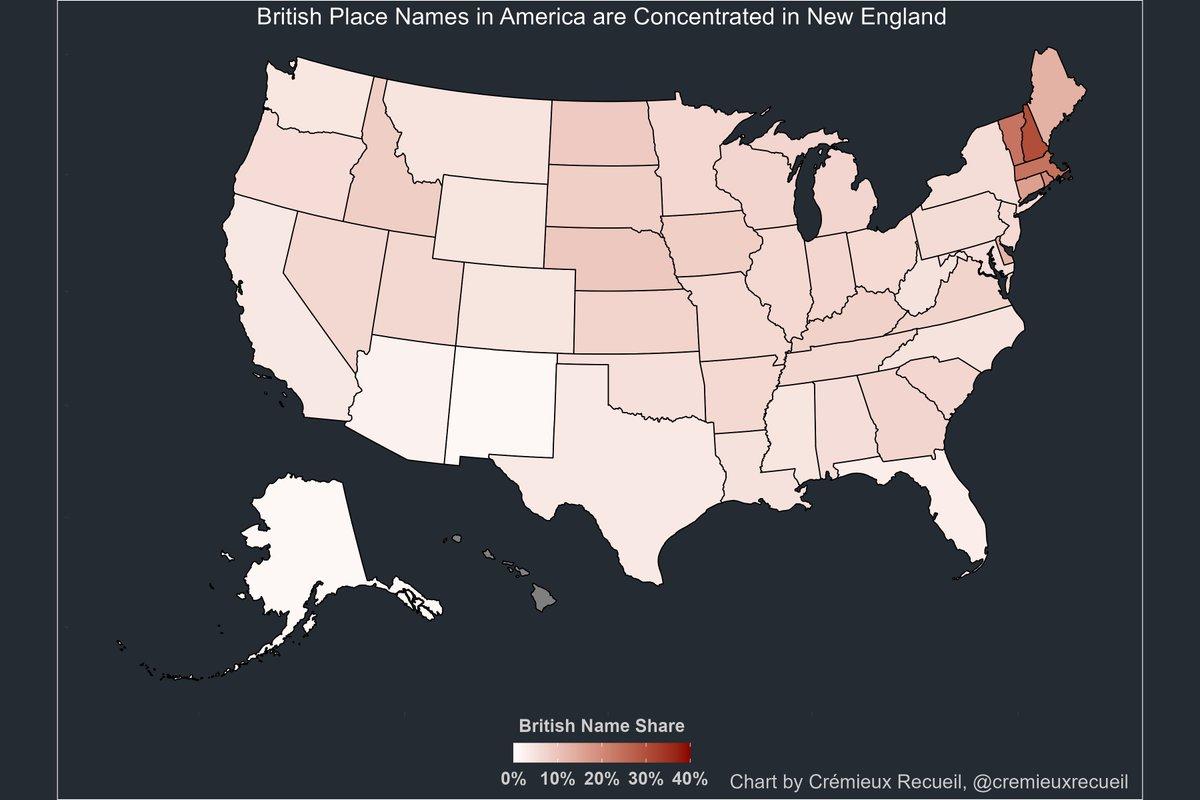 British Place Names in America are Concentrated in New England
British Name Share
0% 10% 20% 30% 40%
Chart by Crémieux Recueil, @cremieuxrecueil